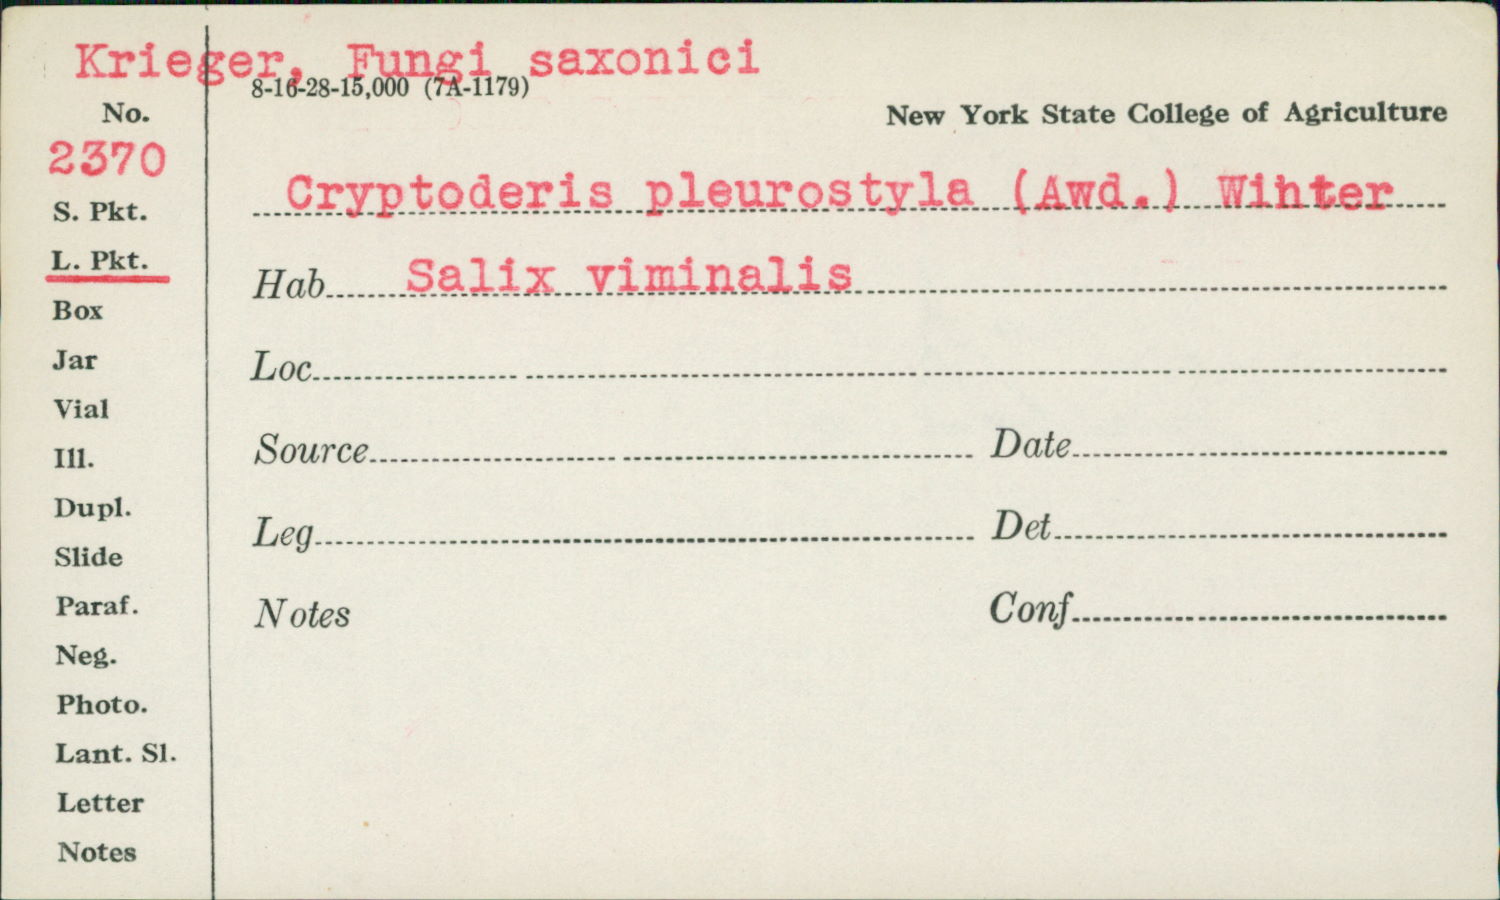 Krieger, Fungi saxonici
8-16-28-15,000 (7A-1179)
No.
New York State College of Agriculture
2370
Cryptoderis pleurostyla (Awd.) Winter
S. Pkt.
L. Pkt.
Hab. Salix viminalis
Box
Jar
Loc.
Vial
Ill.
Source
Date
Dupl.
Leg
Det
Slide
Paraf.
Notes
Conf
Neg.
Photo.
Lant. Sl.
Letter
Notes